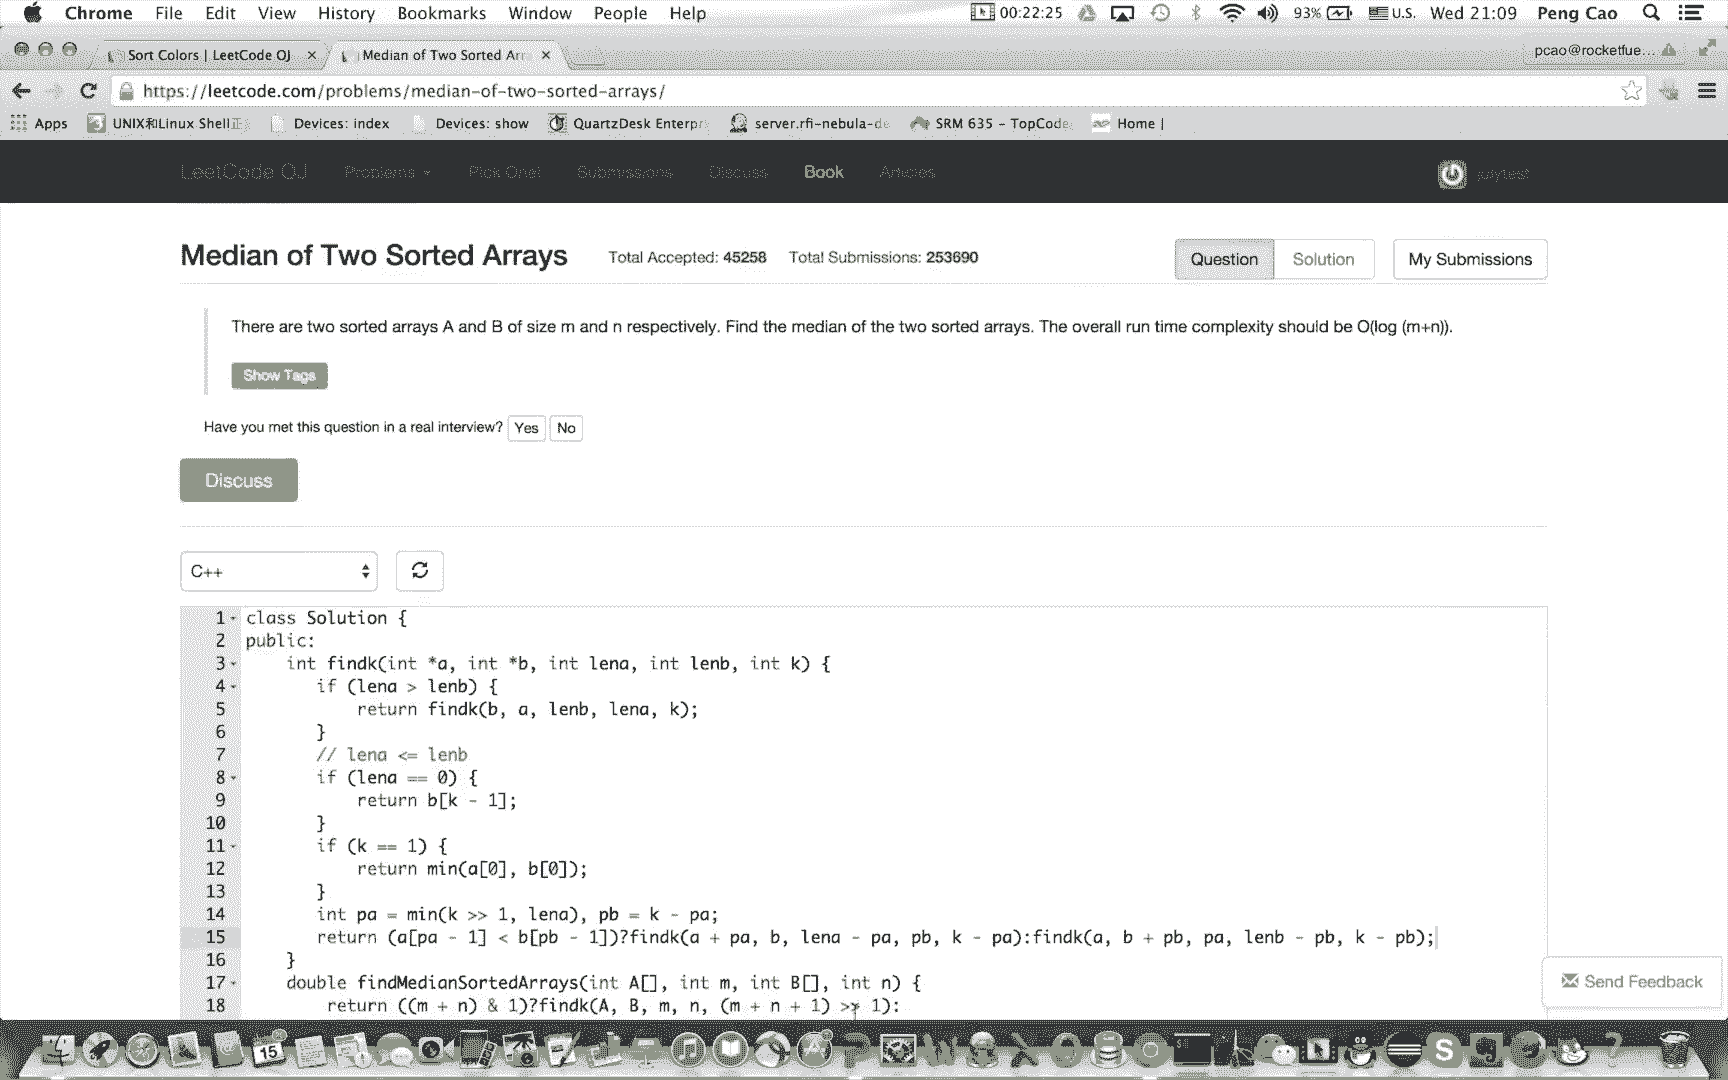 Chrome File Edit View History Bookmarks Window People Help 00:22:25 93% U.S. Wed 21:09 Peng Cao
Sort Colors | LeetCode OJ × Median of Two Sorted Arr × pcao@rocketfue...
https://leetcode.com/problems/median-of-two-sorted-arrays/
Apps UNIX和Linux Shell正 Devices: index Devices: show QuartzDesk Enterpr server.rfi-nebula-de SRM 635 - TopCode Home |
LeetCode OJ Problems Pick One! Submissions Discuss Book Articles julytest
Median of Two Sorted Arrays Total Accepted: 45258 Total Submissions: 253690 Question Solution My Submissions
There are two sorted arrays A and B of size m and n respectively. Find the median of the two sorted arrays. The overall run time complexity should be O(log (m+n)).
Show Tags
Have you met this question in a real interview? Yes No
Discuss
C++
1 class Solution {
2 public:
3 int findk(int *a, int *b, int lena, int lenb, int k) {
4 if (lena > lenb) {
5 return findk(b, a, lenb, lena, k);
6 }
7 // lena <= lenb
8 if (lena == 0) {
9 return b[k - 1];
10 }
11 if (k == 1) {
12 return min(a[0], b[0]);
13 }
14 int pa = min(k >> 1, lena), pb = k - pa;
15 return (a[pa - 1] < b[pb - 1])?findk(a + pa, b, lena - pa, pb, k - pa):findk(a, b + pb, pa, lenb - pb, k - pb);
16 }
17 double findMedianSortedArrays(int A[], int m, int B[], int n) {
18 return ((m + n) & 1)?findk(A, B, m, n, (m + n + 1) >> 1):
Send Feedback
15